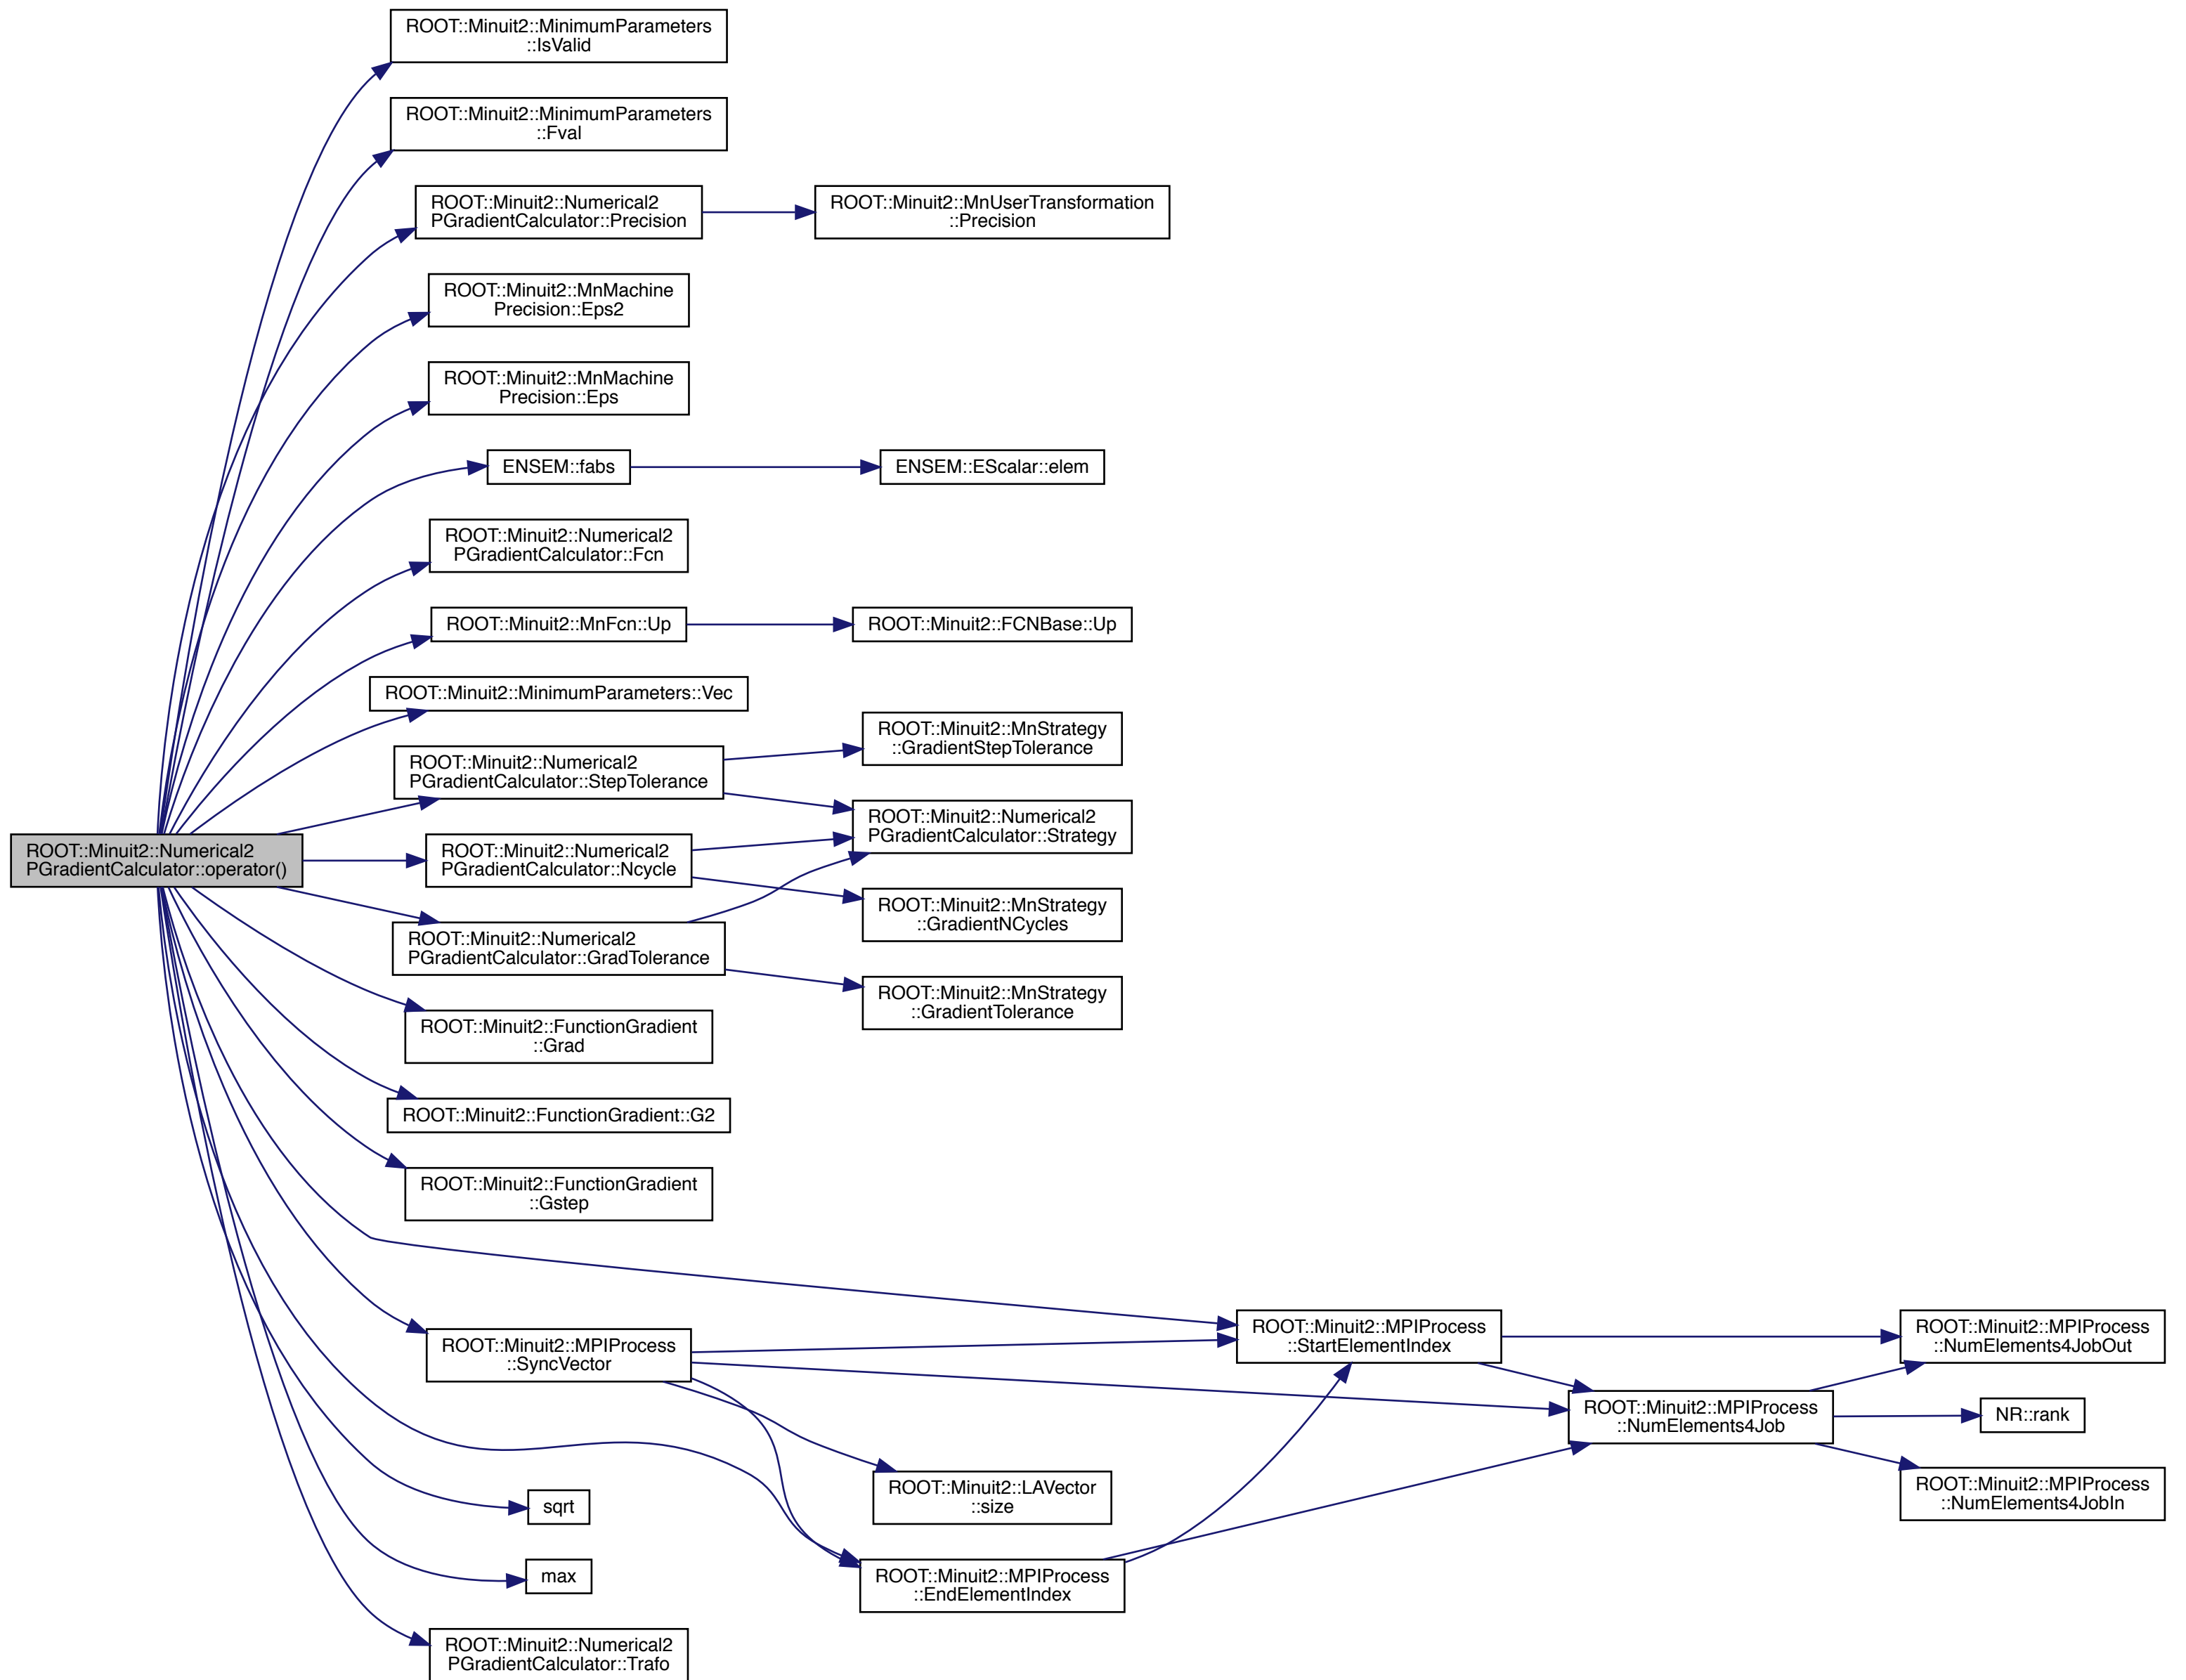 ROOT::Minuit2::MinimumParameters
::IsValid
ROOT::Minuit2::MinimumParameters
::Fval
ROOT::Minuit2::Numerical2
PGradientCalculator::Precision
ROOT::Minuit2::MnUserTransformation
::Precision
ROOT::Minuit2::MnMachine
Precision::Eps2
ROOT::Minuit2::MnMachine
Precision::Eps
ENSEM::fabs
ENSEM::EScalar::elem
ROOT::Minuit2::Numerical2
PGradientCalculator::Fcn
ROOT::Minuit2::MnFcn::Up
ROOT::Minuit2::FCNBase::Up
ROOT::Minuit2::MinimumParameters::Vec
ROOT::Minuit2::Numerical2
PGradientCalculator::StepTolerance
ROOT::Minuit2::MnStrategy
::GradientStepTolerance
ROOT::Minuit2::Numerical2
PGradientCalculator::Strategy
ROOT::Minuit2::Numerical2
PGradientCalculator::operator()
ROOT::Minuit2::Numerical2
PGradientCalculator::Ncycle
ROOT::Minuit2::MnStrategy
::GradientNCycles
ROOT::Minuit2::Numerical2
PGradientCalculator::GradTolerance
ROOT::Minuit2::MnStrategy
::GradientTolerance
ROOT::Minuit2::FunctionGradient
::Grad
ROOT::Minuit2::FunctionGradient::G2
ROOT::Minuit2::FunctionGradient
::Gstep
ROOT::Minuit2::MPIProcess
::SyncVector
ROOT::Minuit2::MPIProcess
::StartElementIndex
ROOT::Minuit2::MPIProcess
::NumElements4JobOut
ROOT::Minuit2::MPIProcess
::NumElements4Job
NR::rank
ROOT::Minuit2::MPIProcess
::NumElements4JobIn
ROOT::Minuit2::LAVector
::size
sqrt
max
ROOT::Minuit2::MPIProcess
::EndElementIndex
ROOT::Minuit2::Numerical2
PGradientCalculator::Trafo